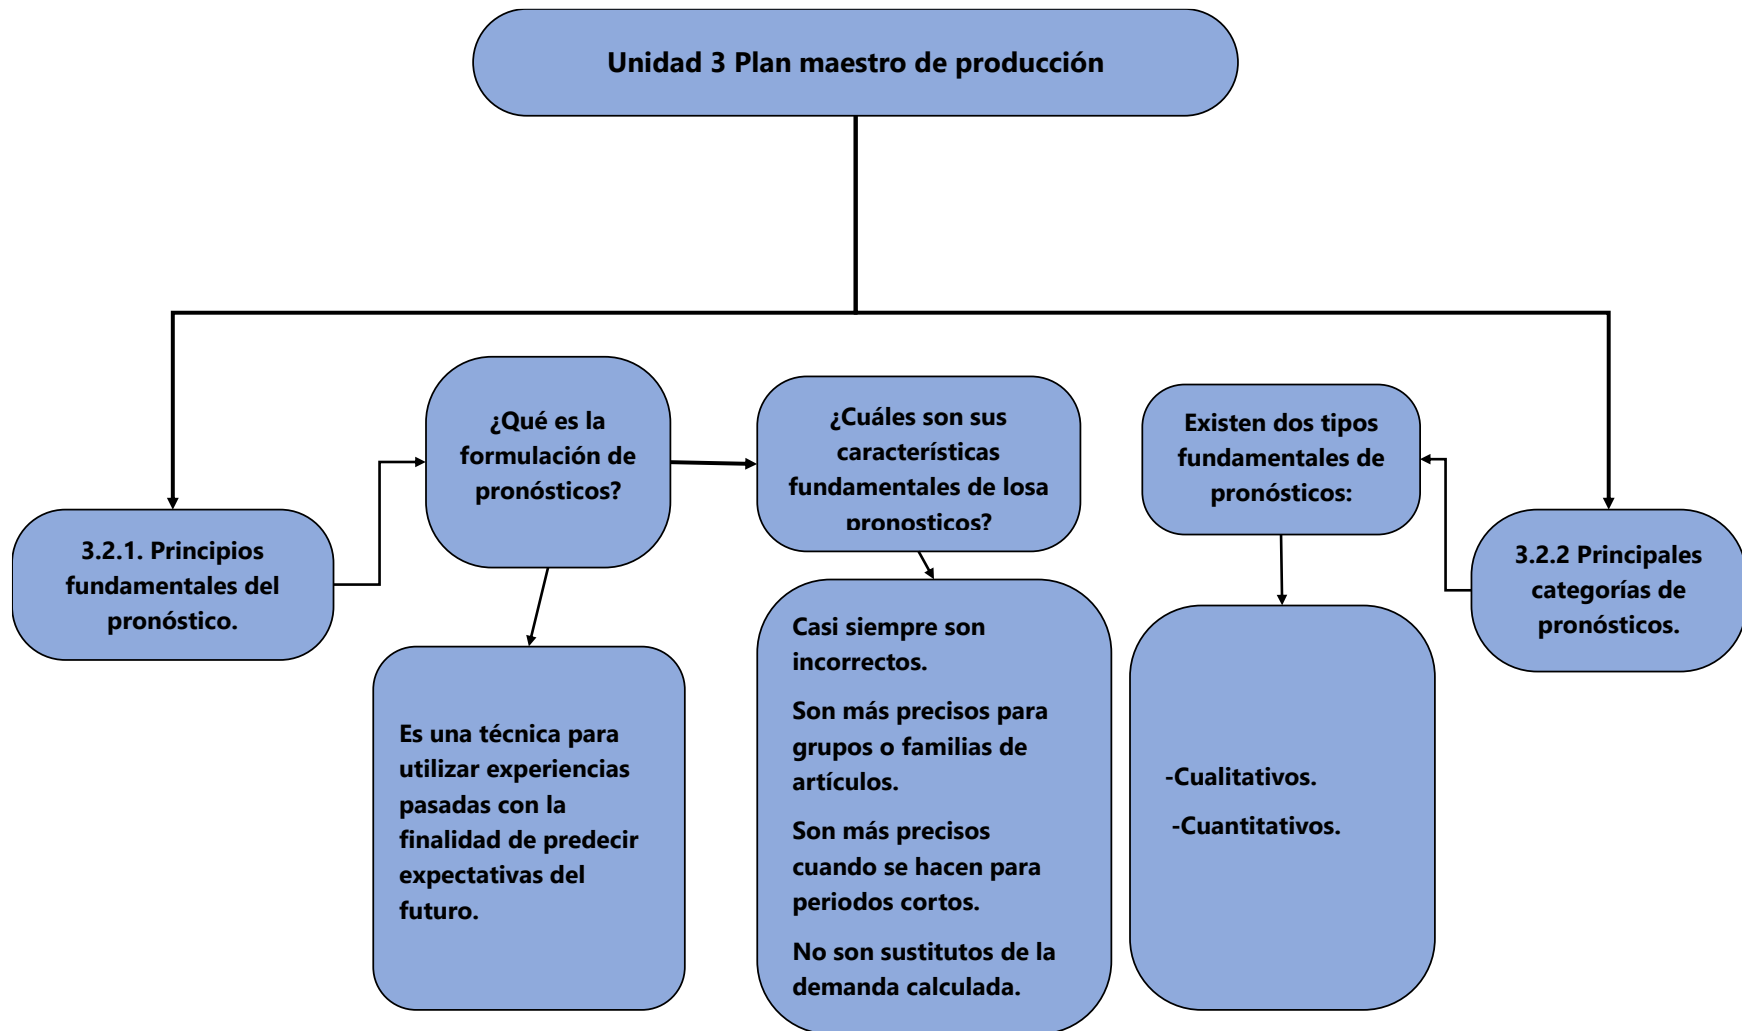 Unidad 3 Plan maestro de producción
3.2.1. Principios
fundamentales del
pronóstico.
¿Qué es la
formulación de
pronósticos?
Es una técnica para
utilizar experiencias
pasadas con la
finalidad de predecir
expectativas del
futuro.
¿Cuáles son sus
características
fundamentales de losa
pronosticos?
Casi siempre son
incorrectos.
Son más precisos para
grupos o familias de
artículos.
Son más precisos
cuando se hacen para
periodos cortos.
No son sustitutos de la
demanda calculada.
Existen dos tipos
fundamentales de
pronósticos:
-Cualitativos.
-Cuantitativos.
3.2.2 Principales
categorías de
pronósticos.